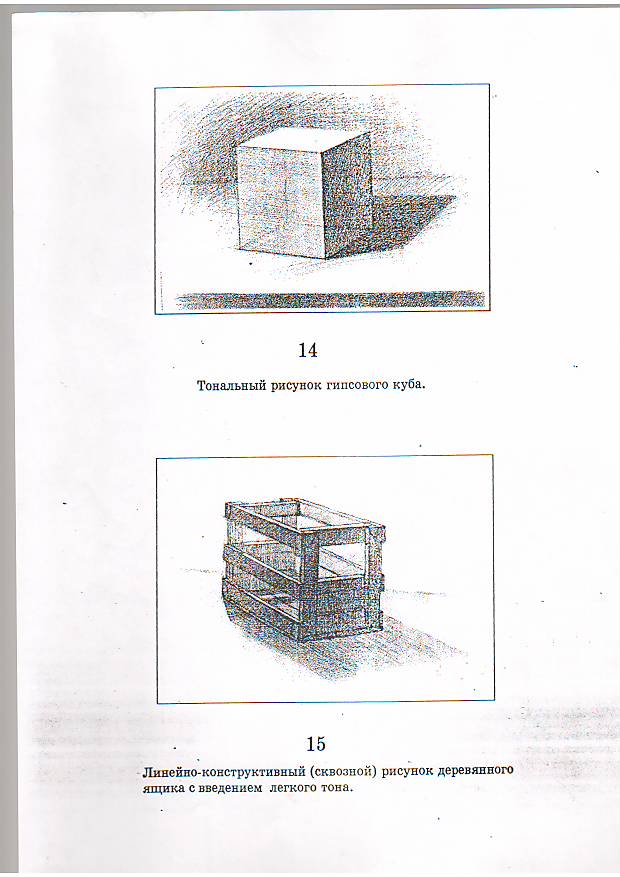 14
Тональный рисунок гипсового куба.
15
Линейно-конструктивный (сквозной) рисунок деревянного
ящика с введением легкого тона.